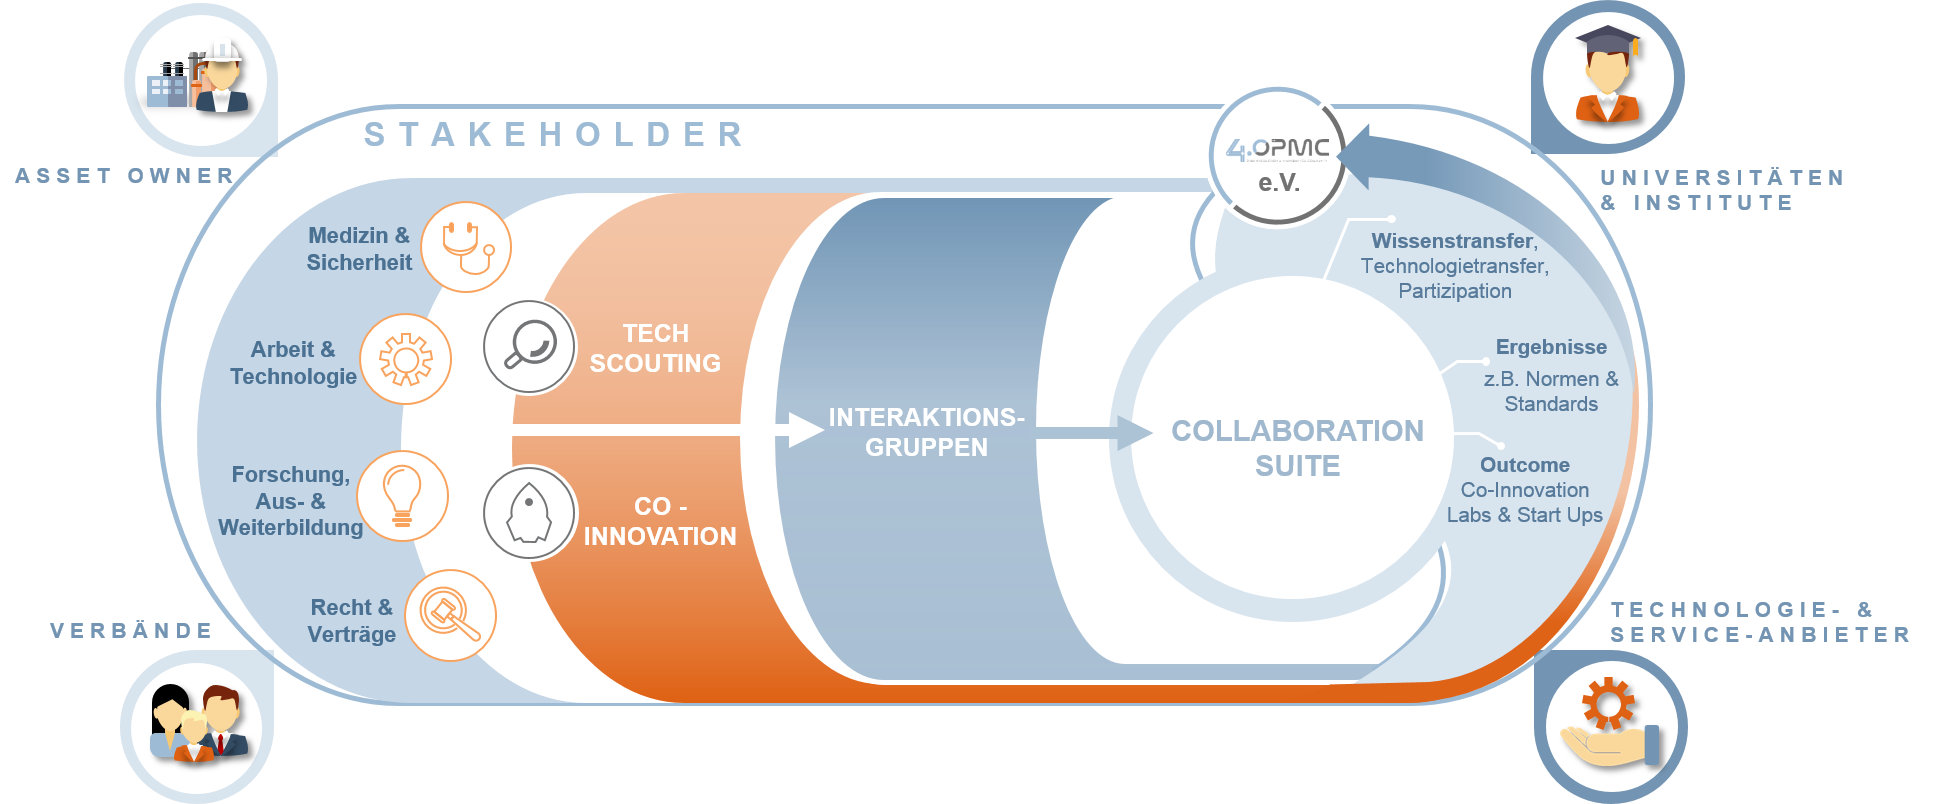 STAKEHOLDER
ASSET OWNER
UNIVERSITÄTEN
& INSTITUTE
4.OPMC
e.V.
Medizin &
Sicherheit
Arbeit &
Technologie
Forschung,
Aus- &
Weiterbildung
Recht &
Verträge
TECH
SCOUTING
CO -
INNOVATION
INTERAKTIONS-
GRUPPEN
COLLABORATION
SUITE
Wissenstransfer,
Technologietransfer,
Partizipation
Ergebnisse
z.B. Normen &
Standards
Outcome
Co-Innovation
Labs & Start Ups
VERBÄNDE
TECHNOLOGIE- &
SERVICE-ANBIETER